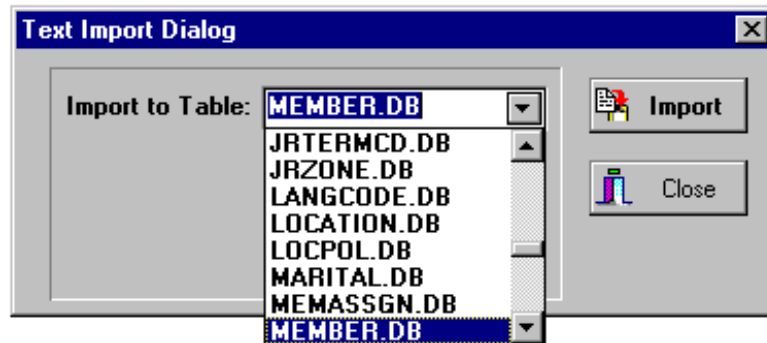 Text Import Dialog
Import to Table: MEMBER.DB
Import
JRTERMCD.DB
JRZONE.DB
LANGCODE.DB
Close
LOCATION.DB
LOCPOL.DB
MARITAL.DB
MEMASSGN.DB
MEMBER.DB